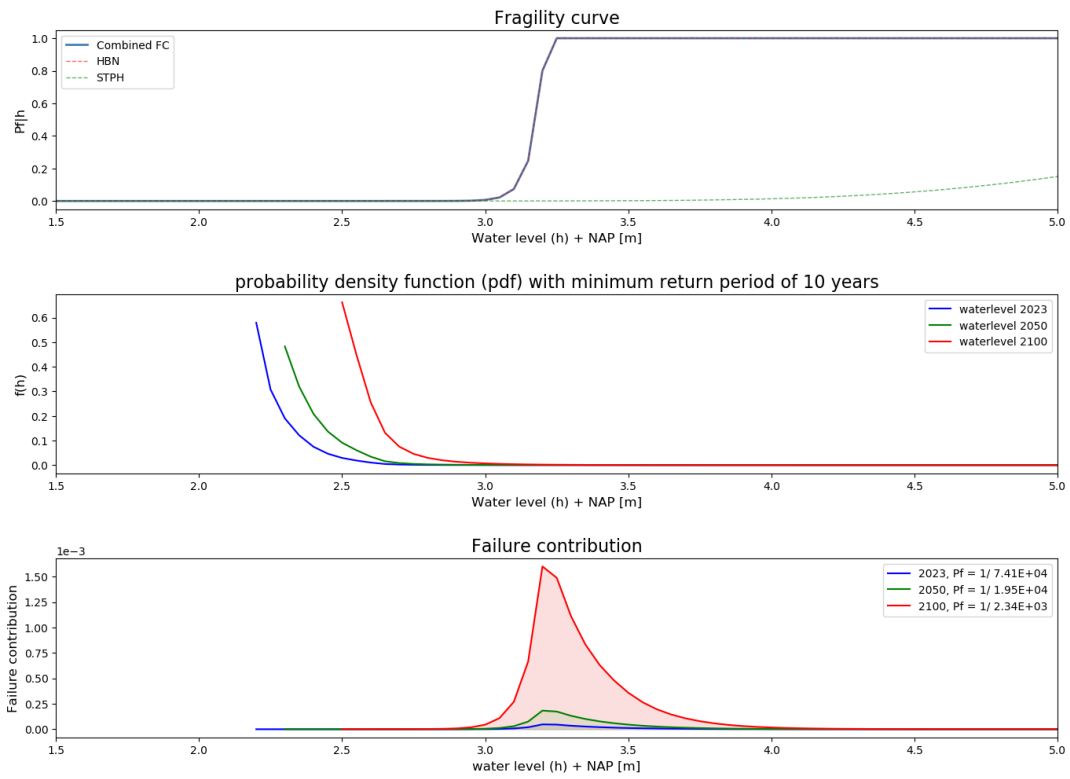 Fragility curve
1.0
0.8
0.6
0.4
0.2
0.0
Pf|h
Combined FC
HBN
STPH
1.5 2.0 2.5 3.0 3.5 4.0 4.5 5.0
Water level (h) + NAP [m]
probability density function (pdf) with minimum return period of 10 years
0.6
0.5
0.4
0.3
0.2
0.1
0.0
f(h)
waterlevel 2023
waterlevel 2050
waterlevel 2100
1.5 2.0 2.5 3.0 3.5 4.0 4.5 5.0
Water level (h) + NAP [m]
Failure contribution
1e−3
1.50
1.25
1.00
0.75
0.50
0.25
0.00
Failure contribution
2023, Pf = 1/ 7.41E+04
2050, Pf = 1/ 1.95E+04
2100, Pf = 1/ 2.34E+03
1.5 2.0 2.5 3.0 3.5 4.0 4.5 5.0
water level (h) + NAP [m]